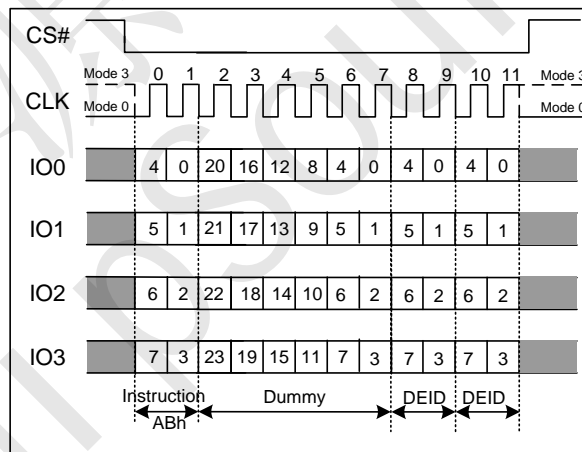 CS#
Mode 3 0 1 2 3 4 5 6 7 8 9 10 11 Mode 3
CLK
Mode 0 Mode 0
IO0 4 0 20 16 12 8 4 0 4 0 4 0
IO1 5 1 21 17 13 9 5 1 5 1 5 1
IO2 6 2 22 18 14 10 6 2 6 2 6 2
IO3 7 3 23 19 15 11 7 3 7 3 7 3
Instruction Dummy DEID DEID
ABh